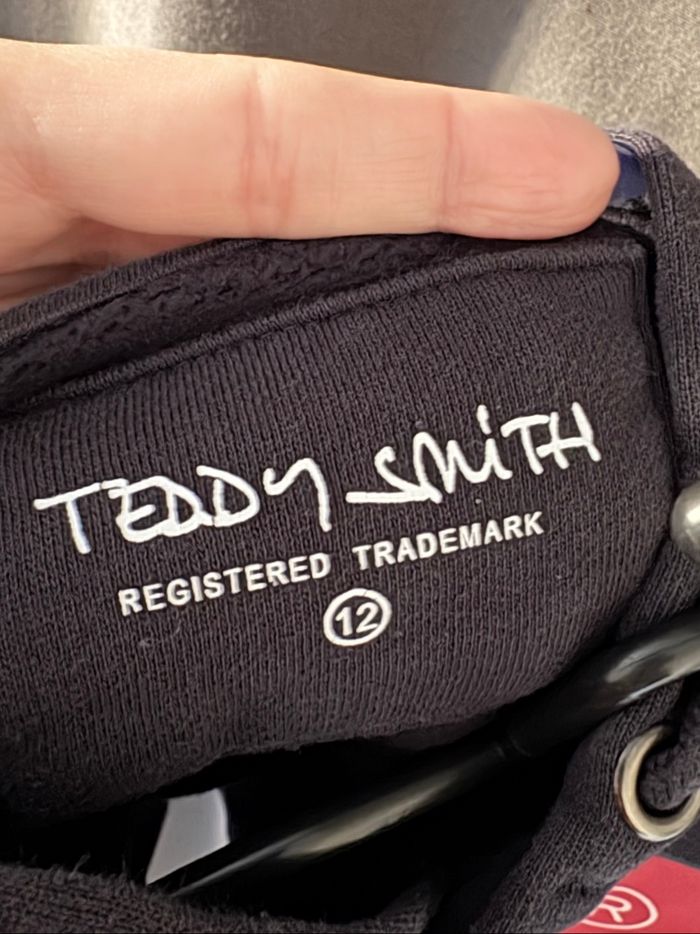 TEDDY SMiTH
REGISTERED TRADEMARK
12
®